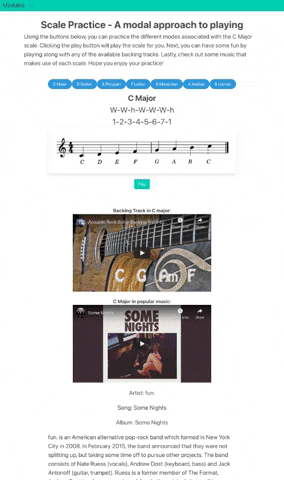 Modules
Scale Practice - A modal approach to playing
Using the buttons below, you can practice the different modes associated with the C Major
scale. Clicking the play button will play the scale for you. Next, you can have some fun by
playing along with any of the available backing tracks. Lastly, check out some music that
makes use of each scale. Hope you enjoy your practice!
C Major D Dorian E Phrygian F Lydian G Mixolydian A Aeolian B Locrian
C Major
W-W-h-W-W-W-h
1-2-3-4-5-6-7-1
C D E F G A B C
Play
Backing Track in C major:
Acoustic Rock Guitar Backing Track
C G Am F
C Major in popular music:
Some Nights
SOME
NIGHTS
Artist: fun.
Song: Some Nights
Album: Some Nights
fun. is an American alternative pop-rock band which formed in New York
City in 2008. In February 2015, the band announced that they were not
splitting up, but taking some time off to pursue other projects. The band
consists of Nate Ruess (vocals), Andrew Dost (keyboard, bass) and Jack
Antonoff (guitar, trumpet). Ruess is a former member of The Format,